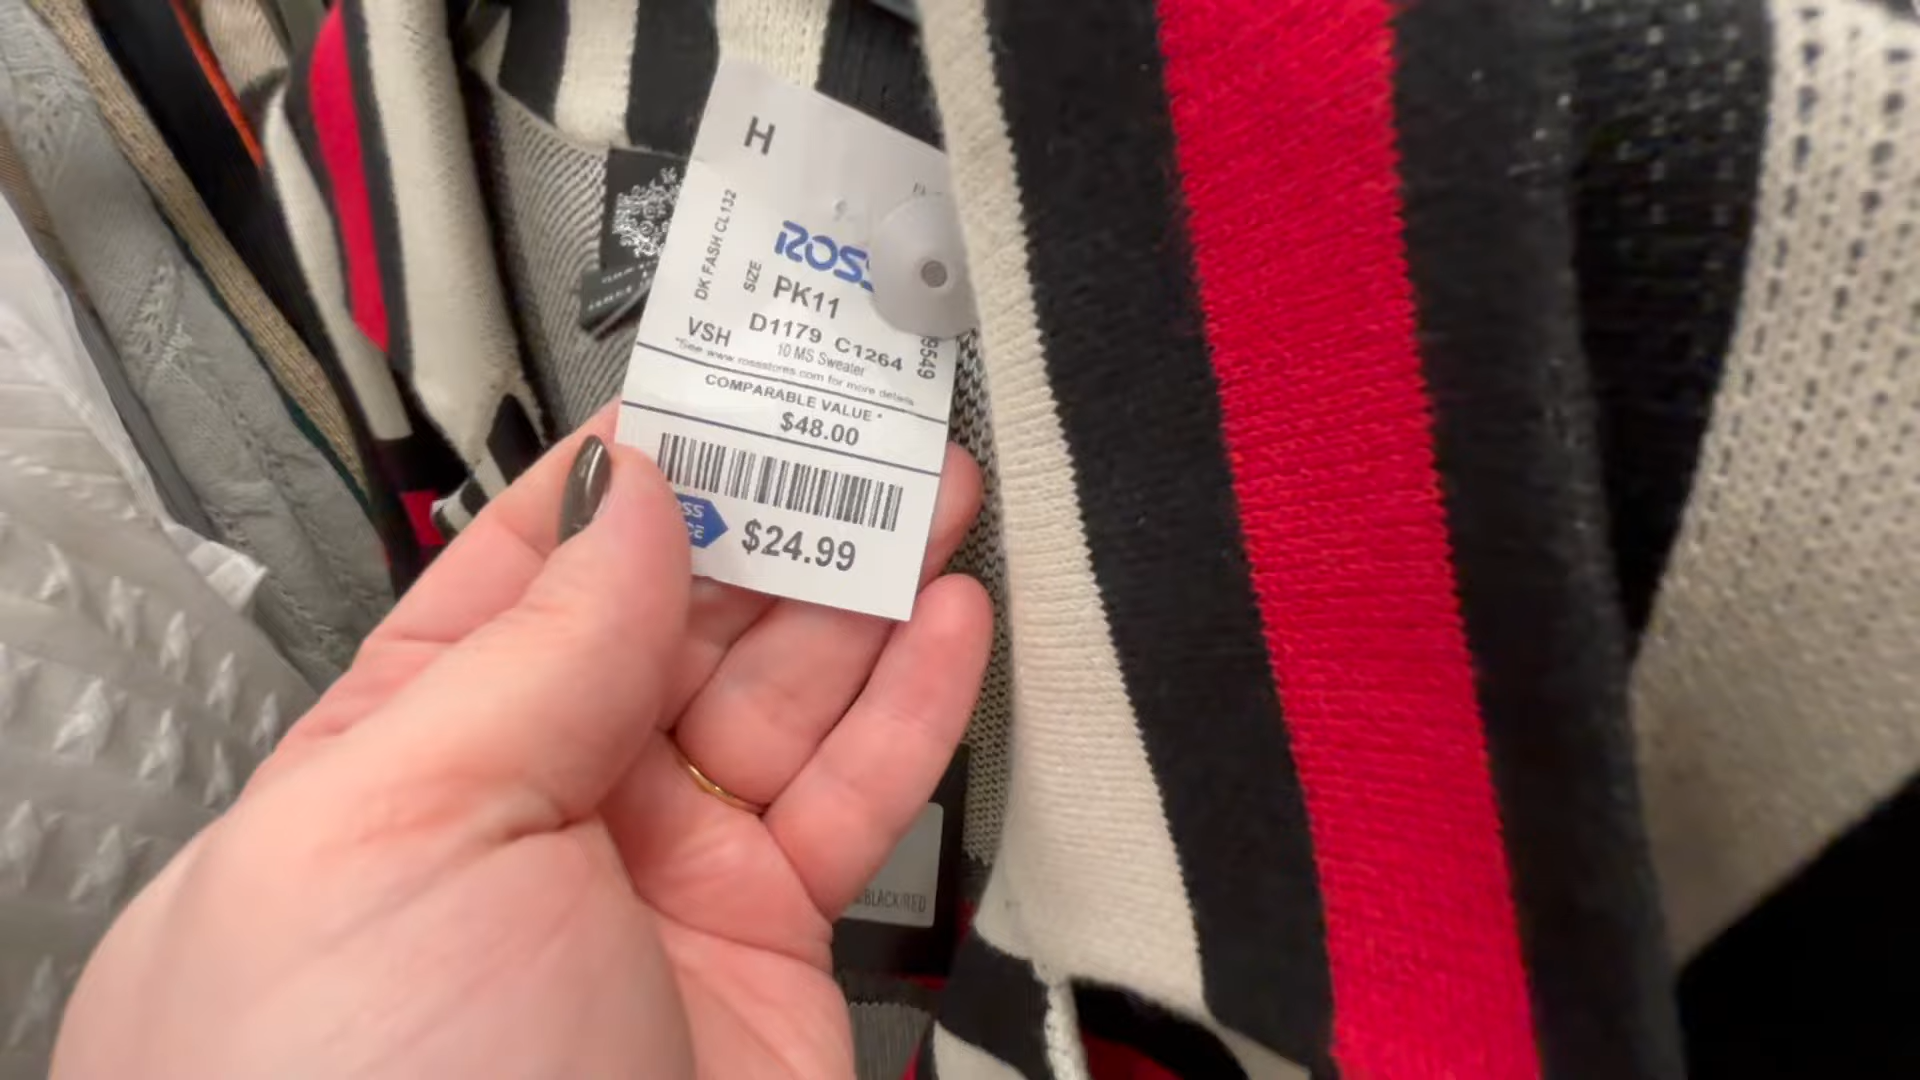 H
ROSS
DK FASH CL 132
SIZE PK11
VSH D1179 C1264
10 MS Sweater
9549
*See www.rossstores.com for more details
COMPARABLE VALUE *
$48.00
$24.99
BLACK/RED